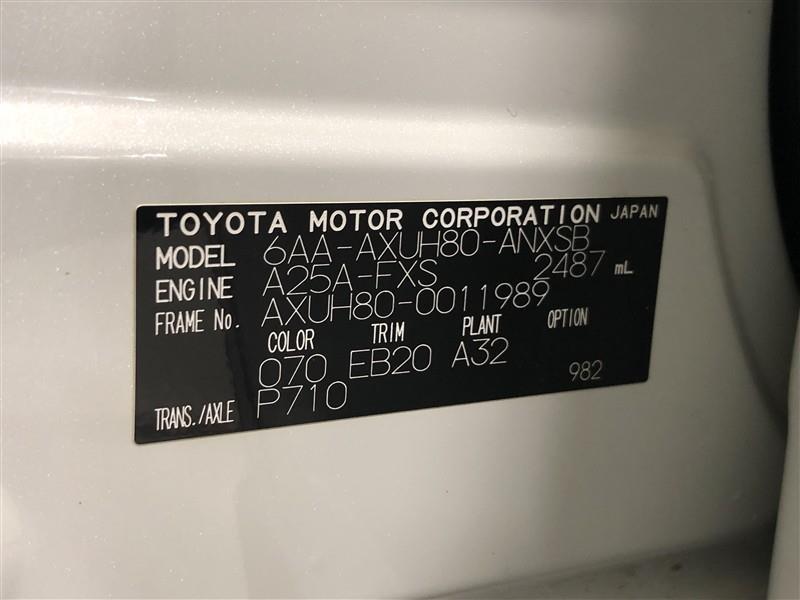 TOYOTA MOTOR CORPORATION JAPAN
MODEL 6AA-AXUH80-ANXSB
ENGINE A25A-FXS 2487 mL
FRAME No. AXUH80-0011989
COLOR TRIM PLANT OPTION
070 EB20 A32
TRANS./AXLE P710 982